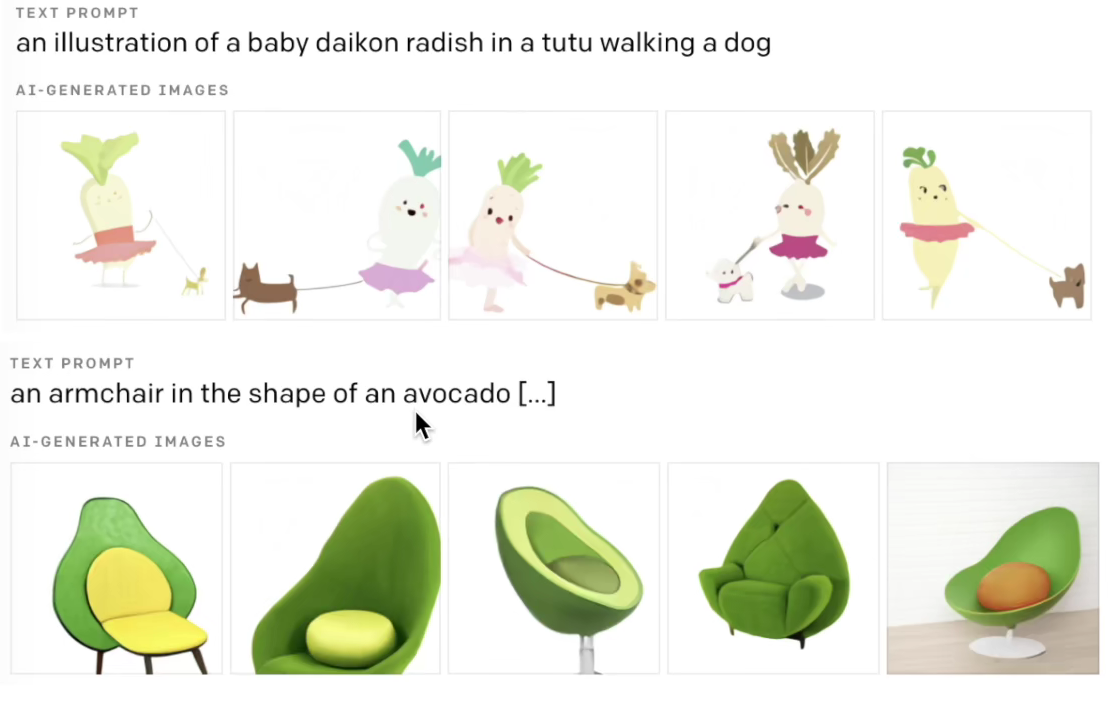 TEXT PROMPT
an illustration of a baby daikon radish in a tutu walking a dog
AI-GENERATED IMAGES
TEXT PROMPT
an armchair in the shape of an avocado [...]
AI-GENERATED IMAGES